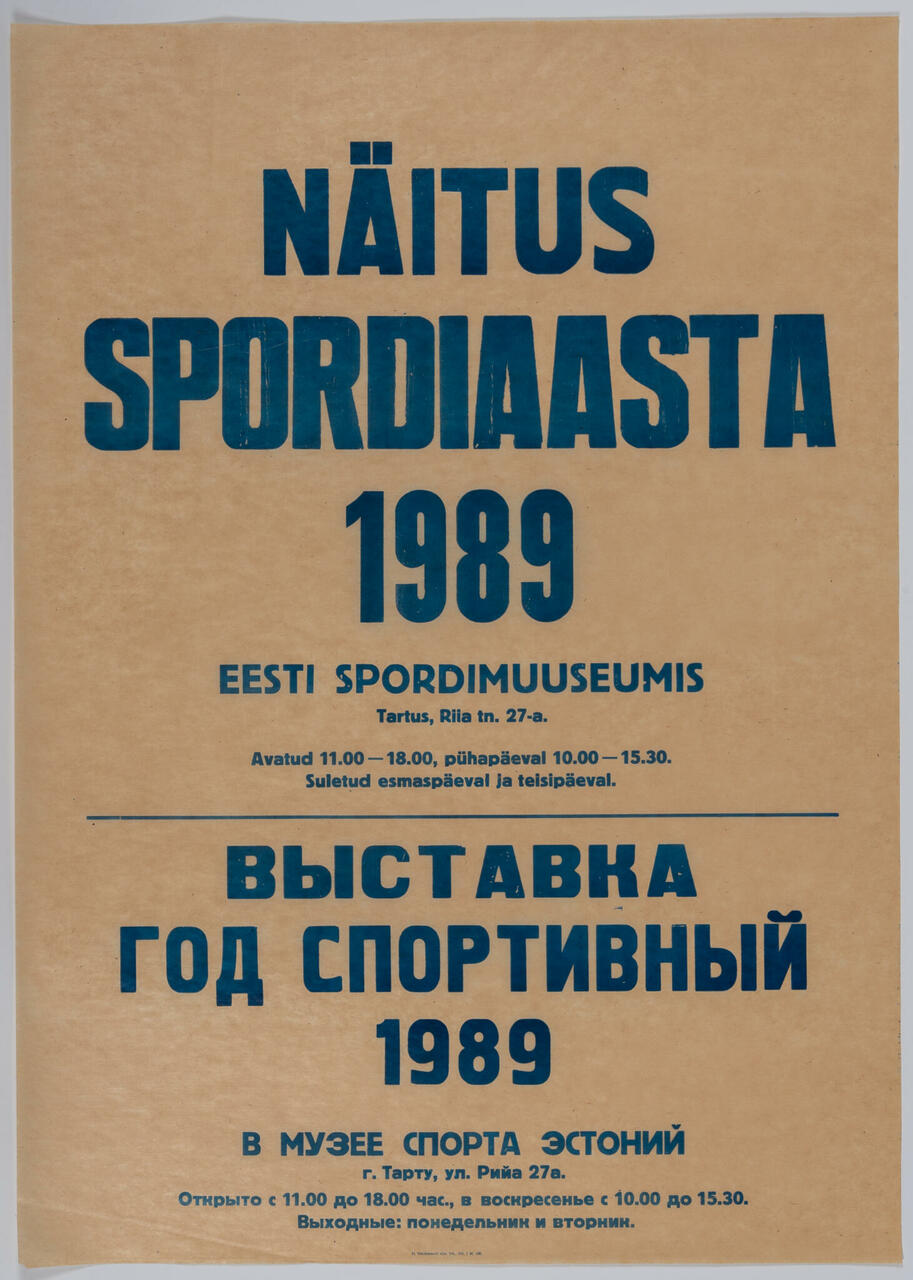 NÄITUS
SPORDIAASTA
1989
EESTI SPORDIMUUSEUMIS
Tartus, Riia tn. 27-a.
Avatud 11.00 — 18.00, pühapäeval 10.00 — 15.30.
Suletud esmaspäeval ja teisipäeval.
ВЫСТАВКА
ГОД СПОРТИВНЫЙ
1989
В МУЗЕЕ СПОРТА ЭСТОНИЙ
г. Тарту, ул. Рийа 27а.
Открыто с 11.00 до 18.00 час., в воскресенье с 10.00 до 15.30.
Выходные: понедельник и вторник.